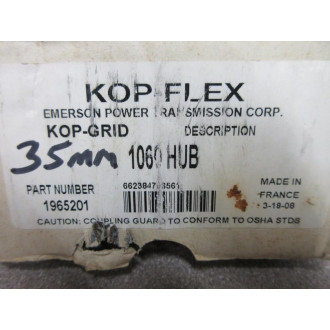 KOP-FLEX
EMERSON POWER TRANSMISSION CORP.
KOP-GRID DESCRIPTION
35mm 1060 HUB
PART NUMBER MADE IN
1965201 FRANCE
3-18-08
CAUTION: COUPLING GUARD TO CONFORM TO OSHA STDS